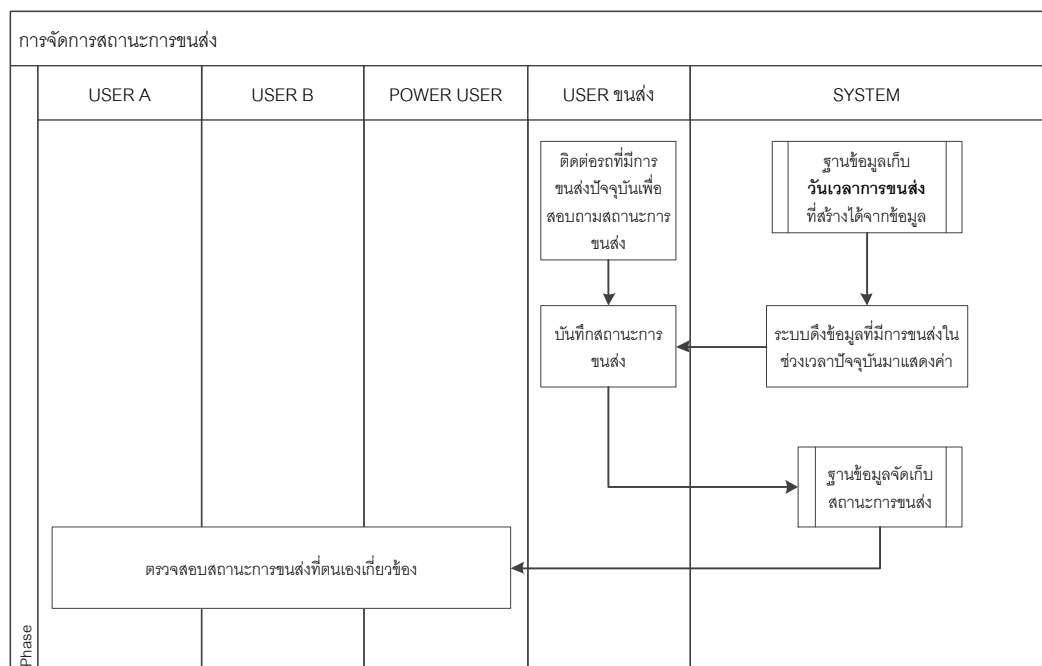 การจัดการสถานะการขนส่ง
USER A
USER B
POWER USER
USER ขนส่ง
SYSTEM
ติดต่อรถที่มีการ
ขนส่งปัจจุบันเพื่อ
สอบถามสถานะการ
ขนส่ง
ฐานข้อมูลเก็บ
วันเวลาการขนส่ง
ที่สร้างได้จากข้อมูล
บันทึกสถานะการ
ขนส่ง
ระบบดึงข้อมูลที่มีการขนส่งใน
ช่วงเวลาปัจจุบันมาแสดงค่า
ฐานข้อมูลจัดเก็บ
สถานะการขนส่ง
ตรวจสอบสถานะการขนส่งที่ตนเองเกี่ยวข้อง
Phase